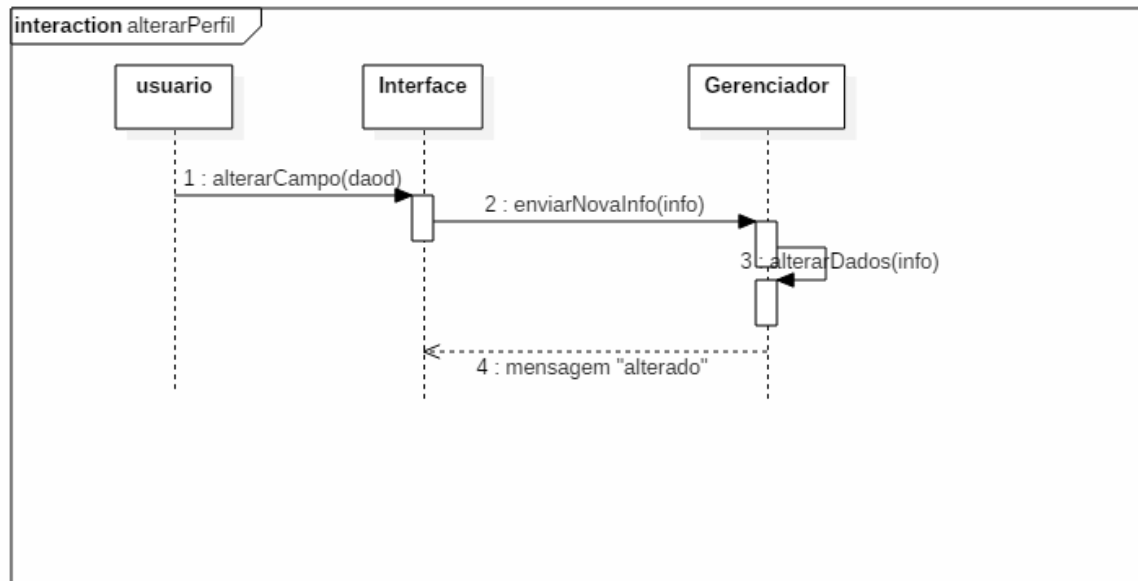 interaction alterarPerfil
usuario
Interface
Gerenciador
1 : alterarCampo(daod)
2 : enviarNovaInfo(info)
3 : alterarDados(info)
4 : mensagem "alterado"